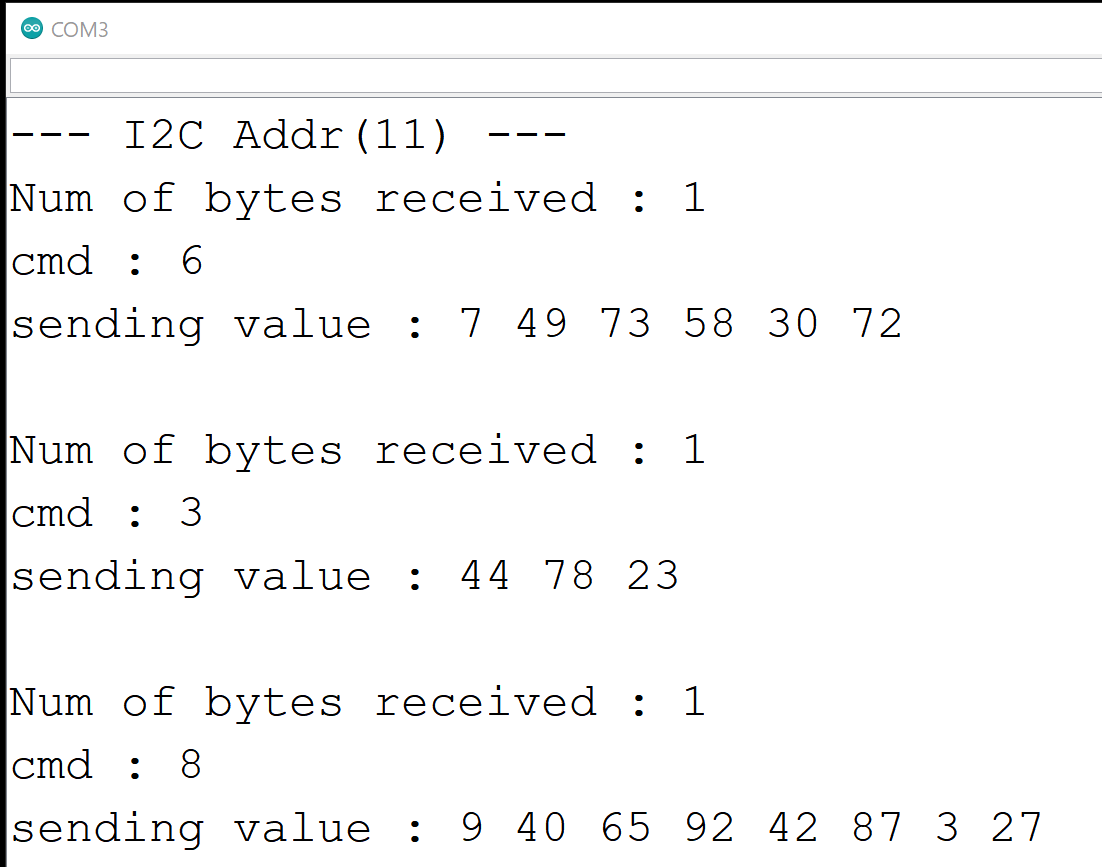 COM3
--- I2C Addr(11) ---
Num of bytes received : 1
cmd : 6
sending value : 7 49 73 58 30 72
Num of bytes received : 1
cmd : 3
sending value : 44 78 23
Num of bytes received : 1
cmd : 8
sending value : 9 40 65 92 42 87 3 27